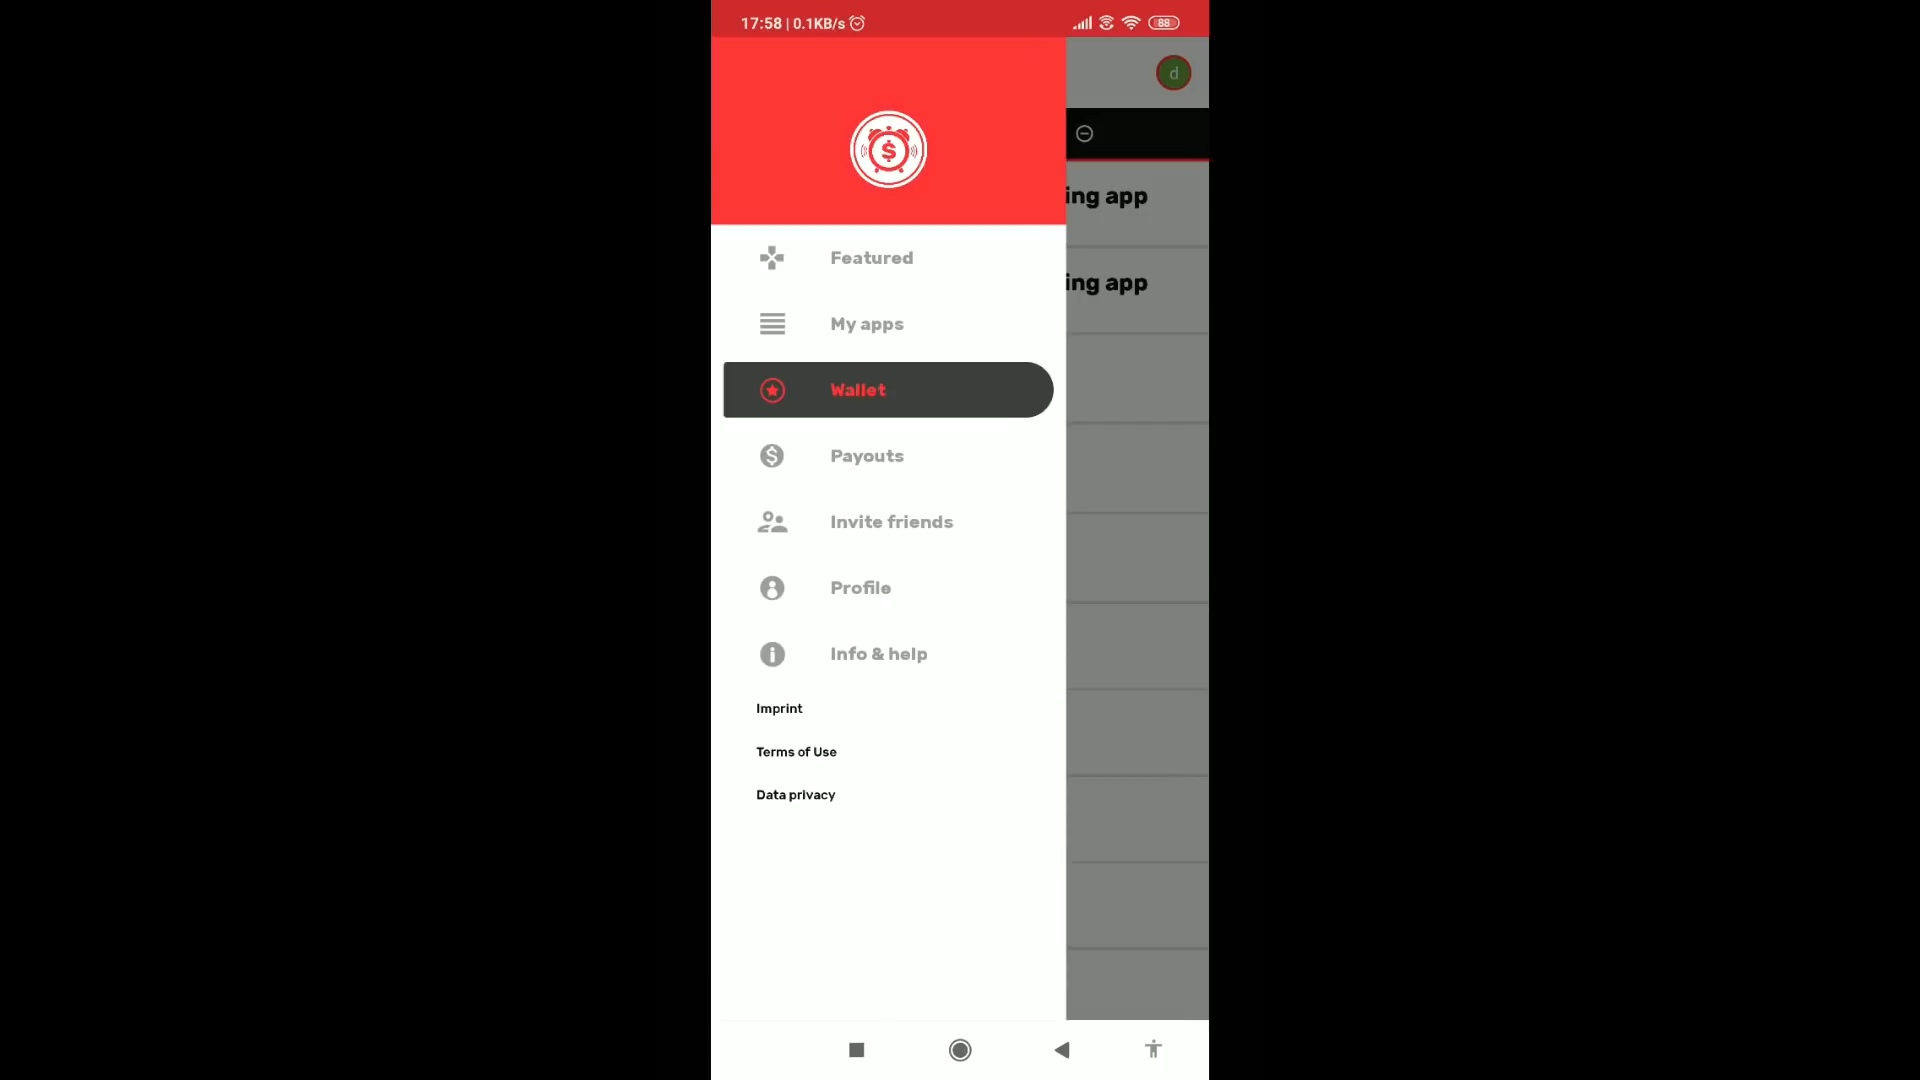 17:58 | 0.1KB/s
88
d
$
ing app
ing app
Featured
My apps
Wallet
Payouts
Invite friends
Profile
Info & help
Imprint
Terms of Use
Data privacy